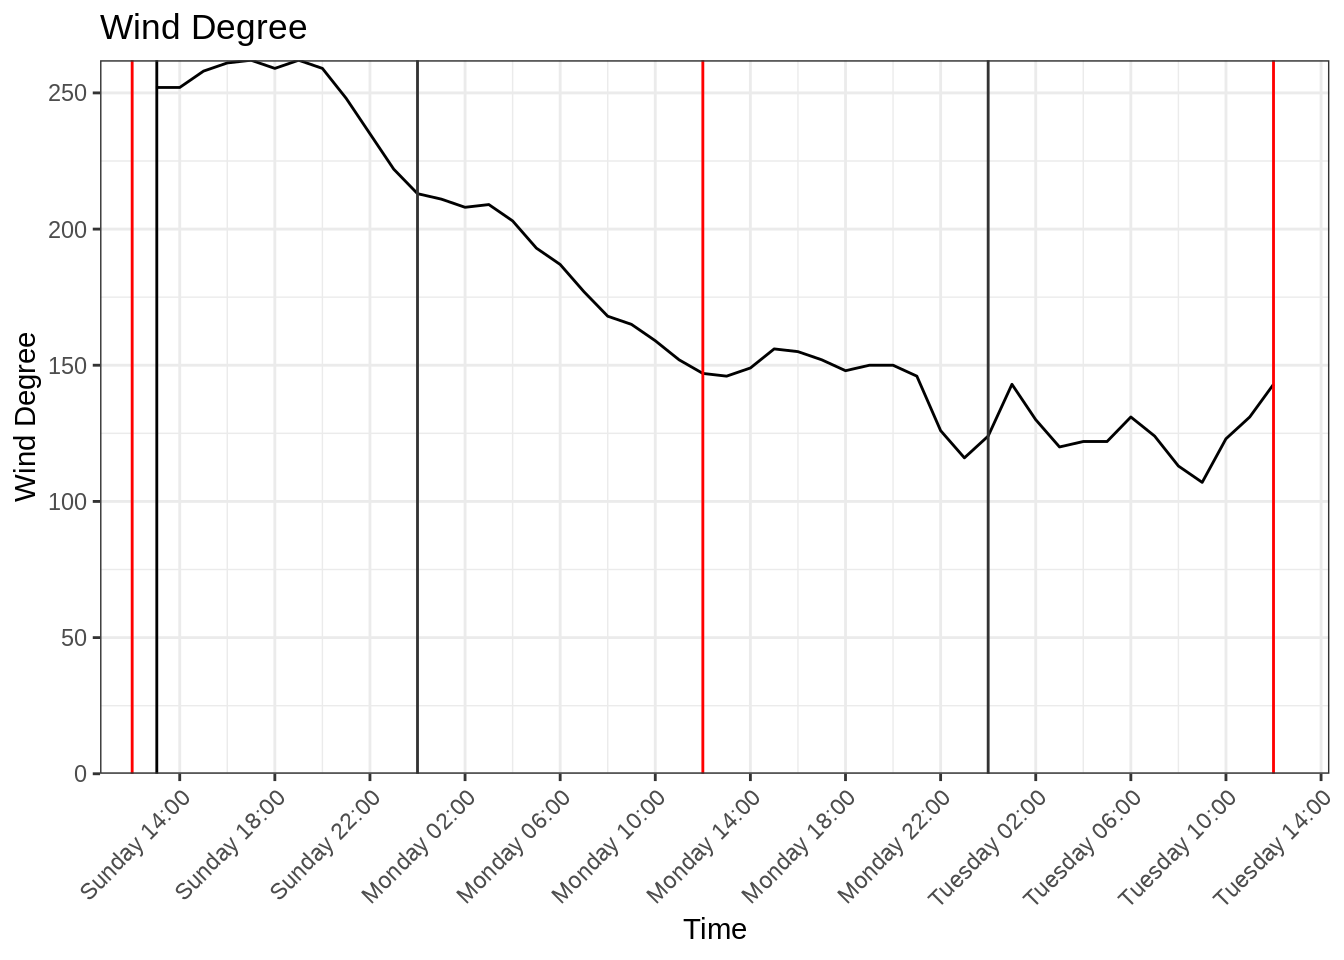 Wind Degree
Wind Degree
250
200
150
100
50
0
Sunday 14:00
Sunday 18:00
Sunday 22:00
Monday 02:00
Monday 06:00
Monday 10:00
Monday 14:00
Monday 18:00
Monday 22:00
Tuesday 02:00
Tuesday 06:00
Tuesday 10:00
Tuesday 14:00
Time